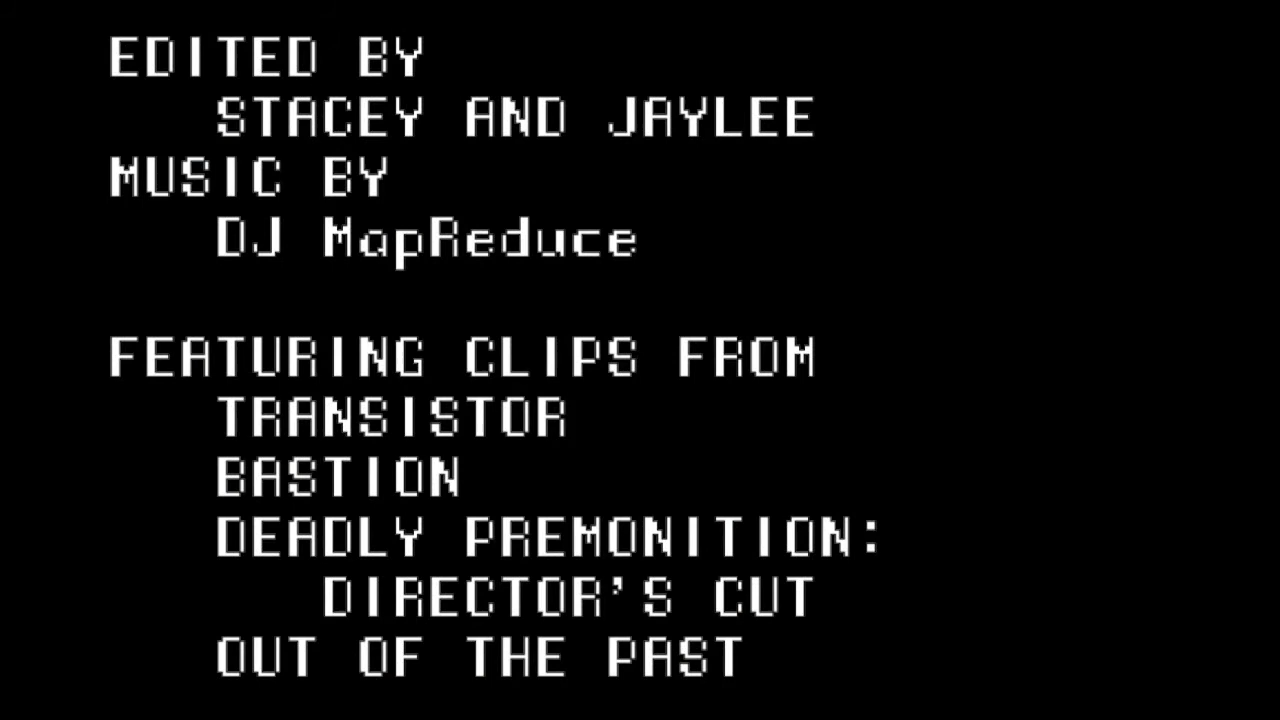 EDITED BY
STACEY AND JAYLEE
MUSIC BY
DJ MapReduce
FEATURING CLIPS FROM
TRANSISTOR
BASTION
DEADLY PREMONITION:
DIRECTOR'S CUT
OUT OF THE PAST